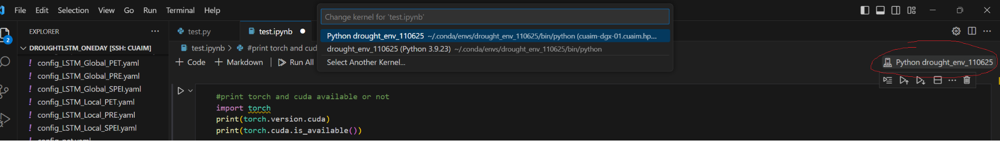 File Edit Selection View Go Run Terminal Help
Change kernel for 'test.ipynb'
Python drought_env_110625 ~/.conda/envs/drought_env_110625/bin/python (cuaim-dgx-01.cuaim.hp...
drought_env_110625 (Python 3.9.23) ~/.conda/envs/drought_env_110625/bin/python
Select Another Kernel...
2
EXPLORER
DROUGHTLSTM_ONEDAY [SSH: CUAIM]
! config_LSTM_Global_PET.yaml
! config_LSTM_Global_PRE.yaml
! config_LSTM_Global_SPEI.yaml
! config_LSTM_Local_PET.yaml
! config_LSTM_Local_PRE.yaml
! config_LSTM_Local_SPEI.yaml
test.py
test.ipynb
test.ipynb > #print torch and cud
+ Code + Markdown Run All
Python drought_env_110625
#print torch and cuda available or not
import torch
print(torch.version.cuda)
print(torch.cuda.is_available())